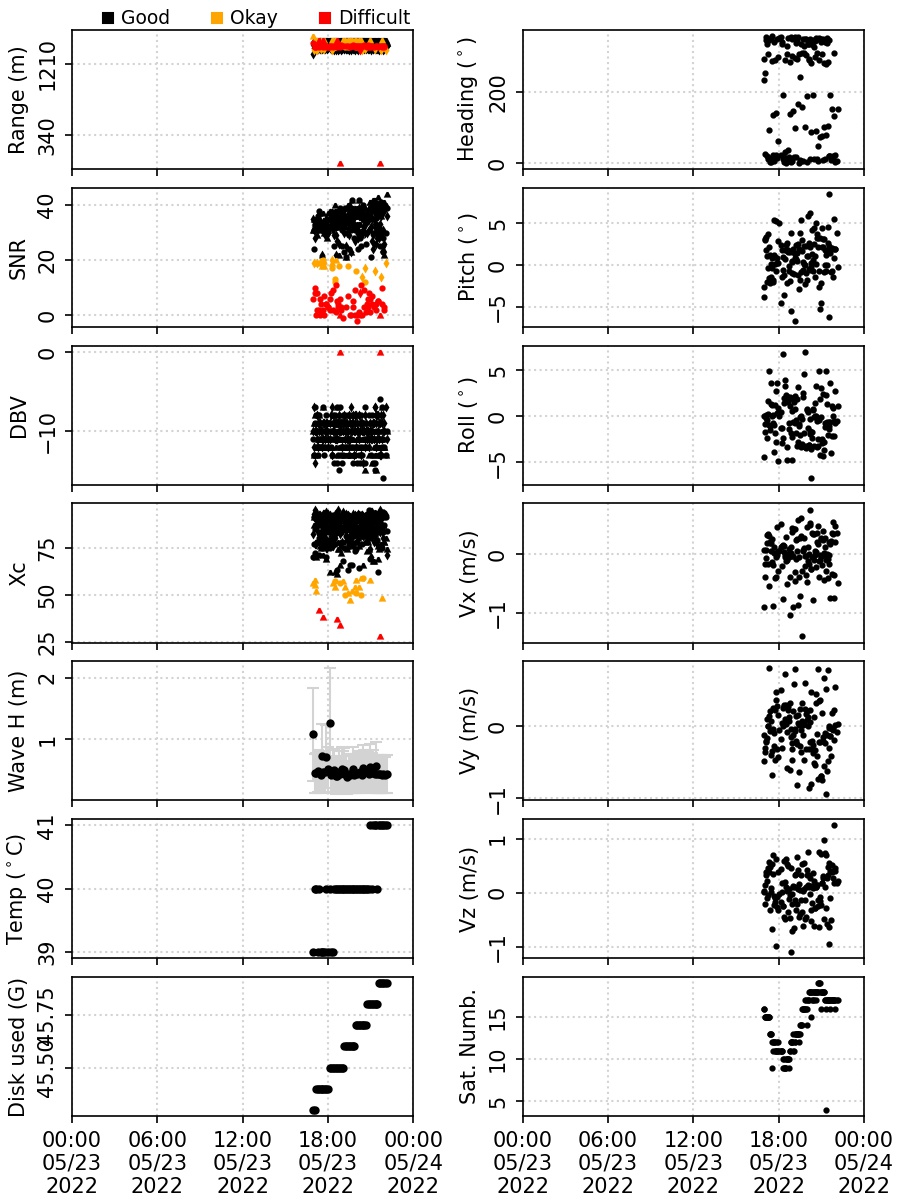 Good Okay Difficult
Range (m)
1210
340
Heading (°)
200
0
SNR
40
20
0
Pitch (°)
5
0
−5
DBV
0
−10
Roll (°)
5
0
−5
Xc
75
50
25
Vx (m/s)
0
−1
Wave H (m)
2
1
Vy (m/s)
0
−1
Temp (°C)
41
40
39
Vz (m/s)
1
0
−1
Disk used (G)
45.75
45.50
Sat. Numb.
15
10
5
00:00 06:00 12:00 18:00 00:00 00:00 06:00 12:00 18:00 00:00
05/23 05/23 05/23 05/23 05/24 05/23 05/23 05/23 05/23 05/24
2022 2022 2022 2022 2022 2022 2022 2022 2022 2022